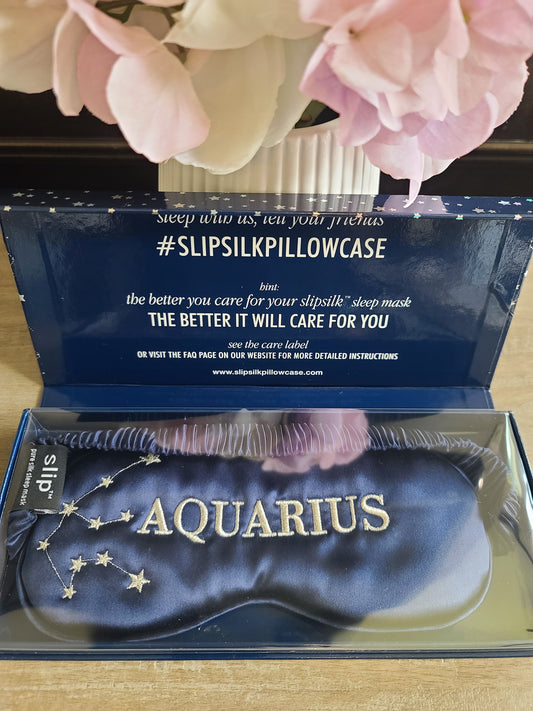 sleep with us, tell your friends
#SLIPSILKPILLOWCASE
hint:
the better you care for your slipsilk™ sleep mask
THE BETTER IT WILL CARE FOR YOU
see the care label
OR VISIT THE FAQ PAGE ON OUR WEBSITE FOR MORE DETAILED INSTRUCTIONS
www.slipsilkpillowcase.com
slip™
pure silk sleep mask
AQUARIUS